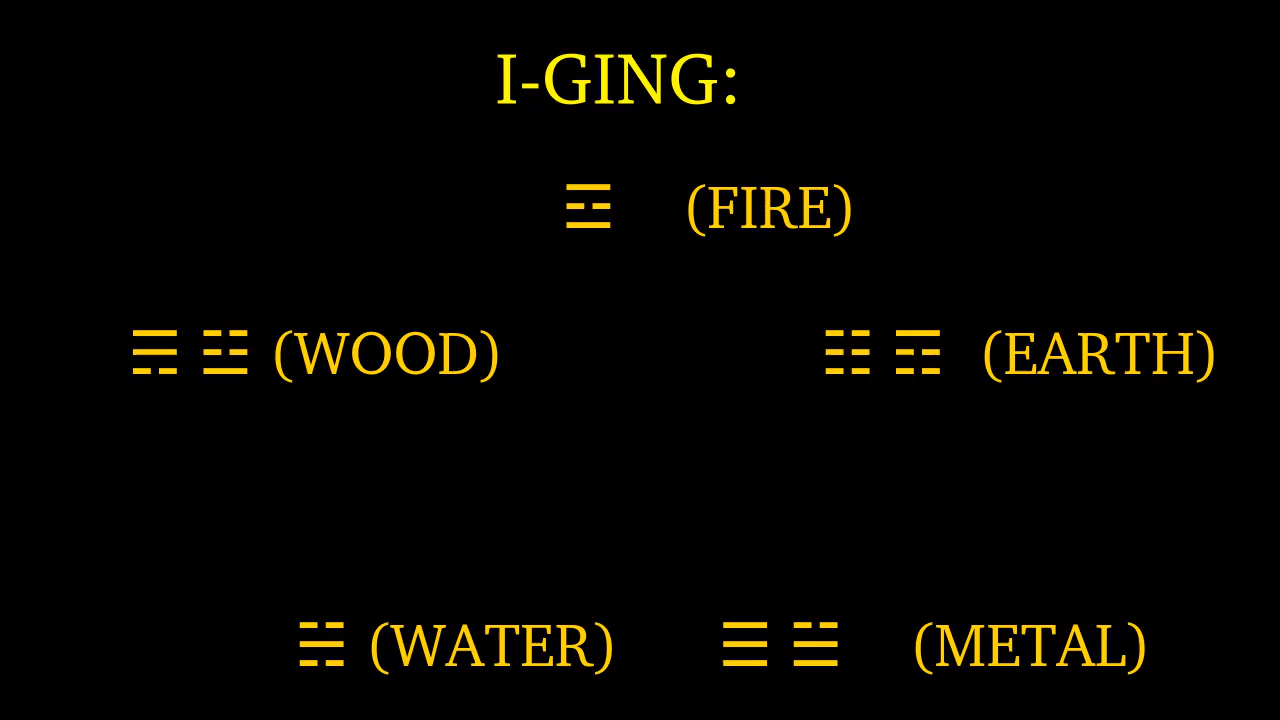 I-GING:
☲ (FIRE)
☴ ☳ (WOOD) ☷ ☶ (EARTH)
☵ (WATER) ☰ ☱ (METAL)